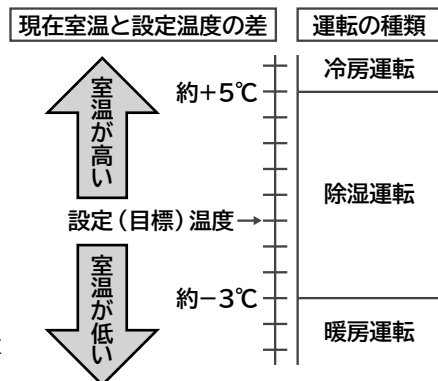 現在室温と設定温度の差
運転の種類
室温が高い
約+5℃
冷房運転
除湿運転
設定(目標)温度→
室温が低い
約-3℃
暖房運転